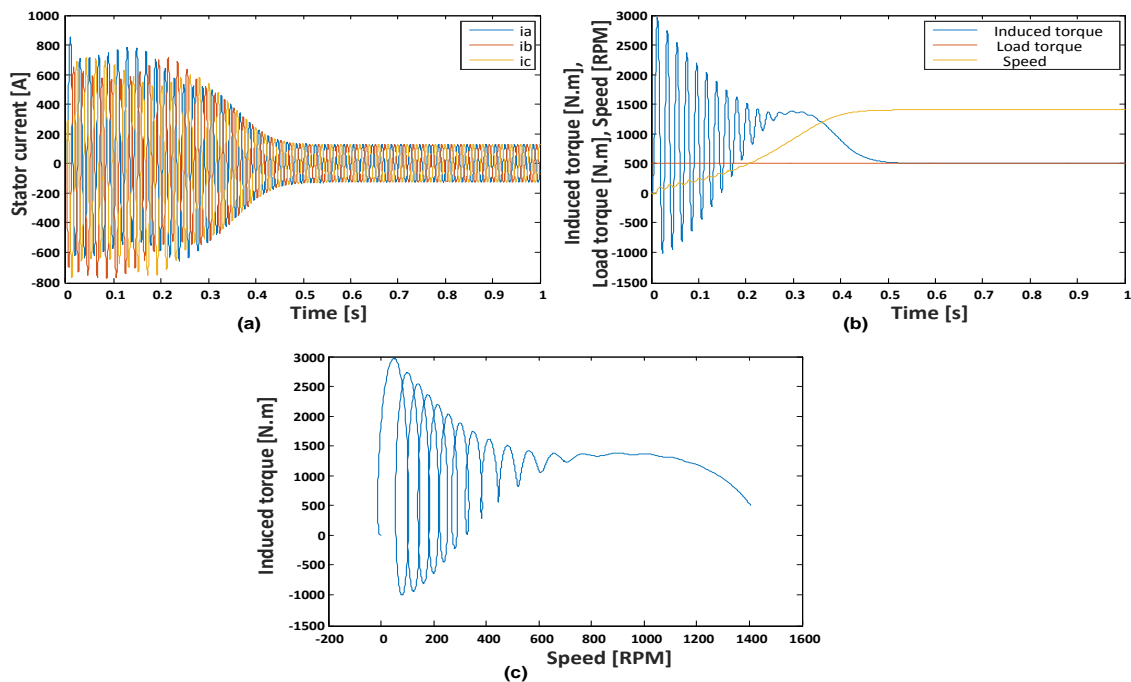 1000
800
600
400
200
0
-200
-400
-600
-800
Stator current [A]
ia
ib
ic
0 0.1 0.2 0.3 0.4 0.5 0.6 0.7 0.8 0.9 1
Time [s]
(a)
3000
2500
2000
1500
1000
500
0
-500
-1000
-1500
Induced torque [N.m],
Load torque [N.m], Speed [RPM]
Induced torque
Load torque
Speed
0 0.1 0.2 0.3 0.4 0.5 0.6 0.7 0.8 0.9 1
Time [s]
(b)
3000
2500
2000
1500
1000
500
0
-500
-1000
-1500
Induced torque [N.m]
-200 0 200 400 600 800 1000 1200 1400 1600
Speed [RPM]
(c)